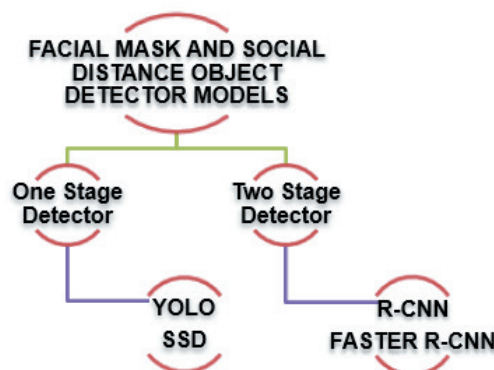 FACIAL MASK AND SOCIAL
DISTANCE OBJECT
DETECTOR MODELS
One Stage
Detector
Two Stage
Detector
YOLO
SSD
R-CNN
FASTER R-CNN